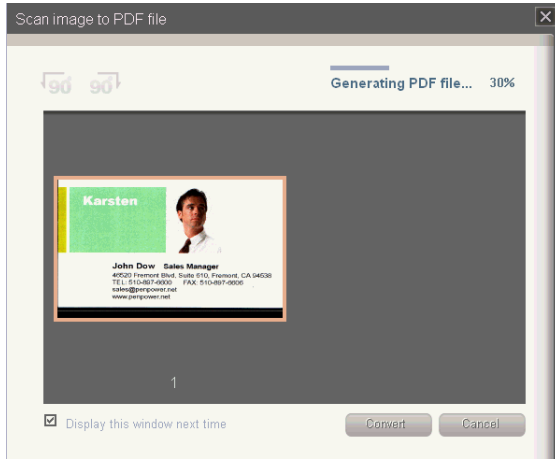 Scan image to PDF file
90 90
Generating PDF file... 30%
Karsten
John Dow Sales Manager
46520 Fremont Blvd, Suite 610, Fremont, CA 94538
TEL: 510-897-6600 FAX: 510-897-6606
sales@penpower.net
www.penpower.net
1
Display this window next time
Convert Cancel